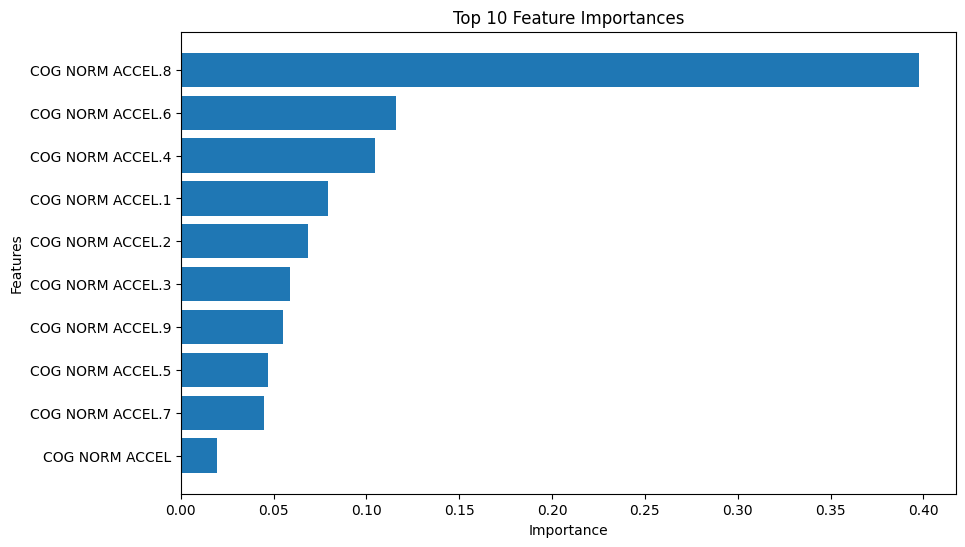 Top 10 Feature Importances
COG NORM ACCEL.8
COG NORM ACCEL.6
COG NORM ACCEL.4
COG NORM ACCEL.1
COG NORM ACCEL.2
COG NORM ACCEL.3
COG NORM ACCEL.9
COG NORM ACCEL.5
COG NORM ACCEL.7
COG NORM ACCEL
Features
0.00 0.05 0.10 0.15 0.20 0.25 0.30 0.35 0.40
Importance